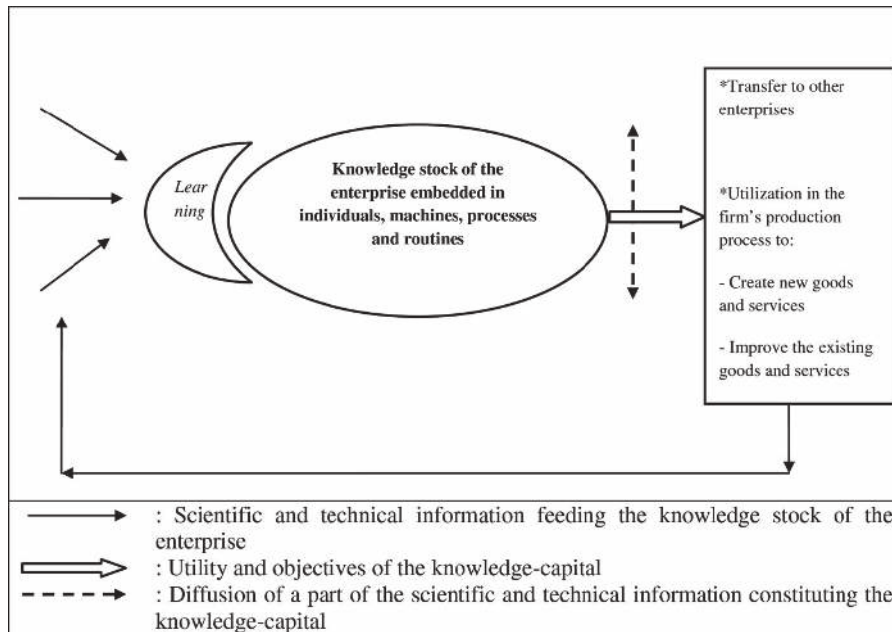 Lear
ning
Knowledge stock of the
enterprise embedded in
individuals, machines, processes
and routines
*Transfer to other
enterprises
*Utilization in the
firm's production
process to:
- Create new goods
and services
- Improve the existing
goods and services
: Scientific and technical information feeding the knowledge stock of the
enterprise
: Utility and objectives of the knowledge-capital
: Diffusion of a part of the scientific and technical information constituting the
knowledge-capital